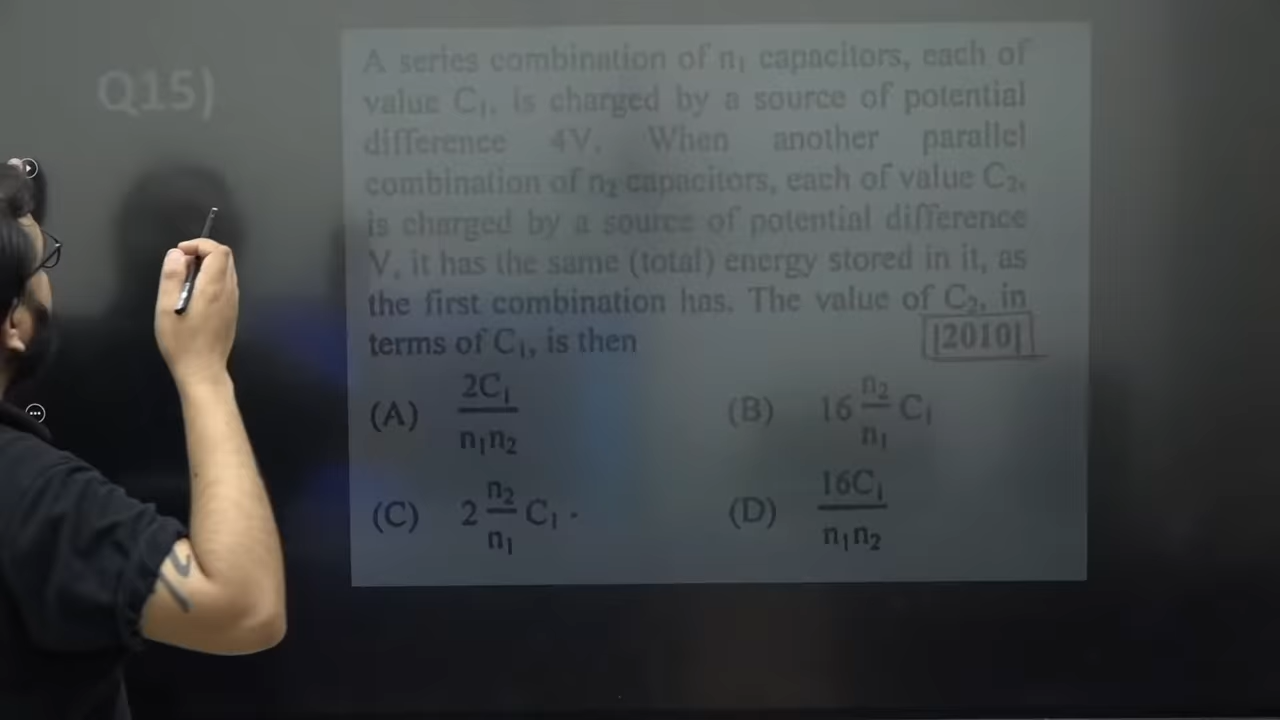 Q15)
A series combination of n₁ capacitors, each of
value C₁, is charged by a source of potential
difference 4V. When another parallel
combination of n₂ capacitors, each of value C₂,
is charged by a source of potential difference
V, it has the same (total) energy stored in it, as
the first combination has. The value of C₂, in
terms of C₁, is then
[2010]
(A) 2C₁/n₁n₂
(B) 16 n₂/n₁ C₁
(C) 2 n₂/n₁ C₁ .
(D) 16C₁/n₁n₂